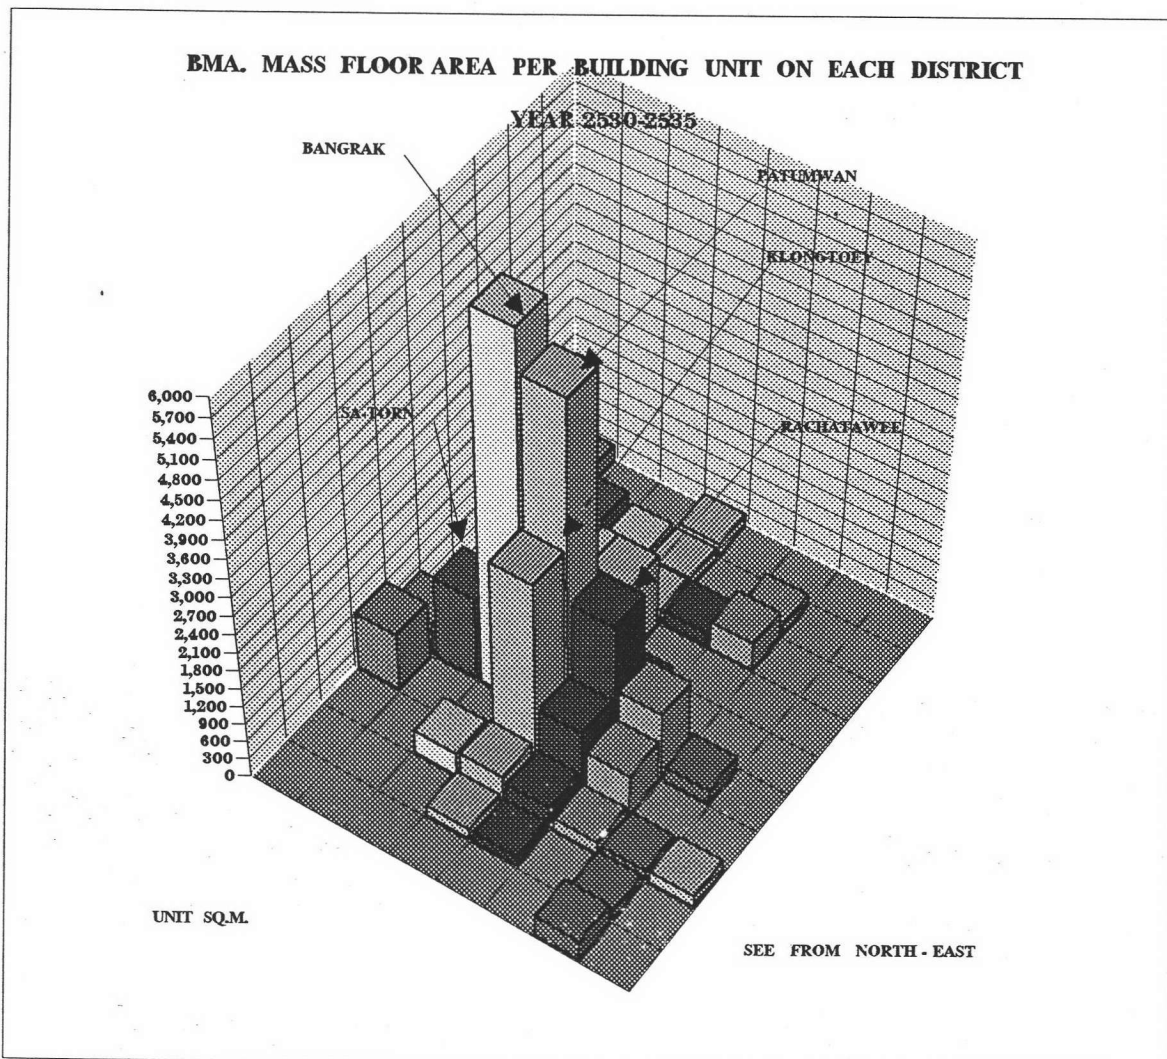 BMA. MASS FLOOR AREA PER BUILDING UNIT ON EACH DISTRICT
YEAR 2530-2535
BANGRAK
PATUMWAN
KLONGTOEY
SA-TORN
RACHATAWEE
6,000
5,700
5,400
5,100
4,800
4,500
4,200
3,900
3,600
3,300
3,000
2,700
2,400
2,100
1,800
1,500
1,200
900
600
300
0
UNIT SQ.M.
SEE FROM NORTH - EAST